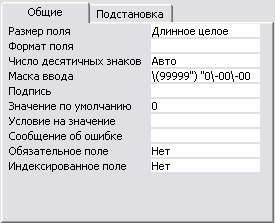 Общие Подстановка
Размер поля Длинное целое
Формат поля
Число десятичных знаков Авто
Маска ввода \(99999") "0\-00\-00
Подпись
Значение по умолчанию 0
Условие на значение
Сообщение об ошибке
Обязательное поле Нет
Индексированное поле Нет